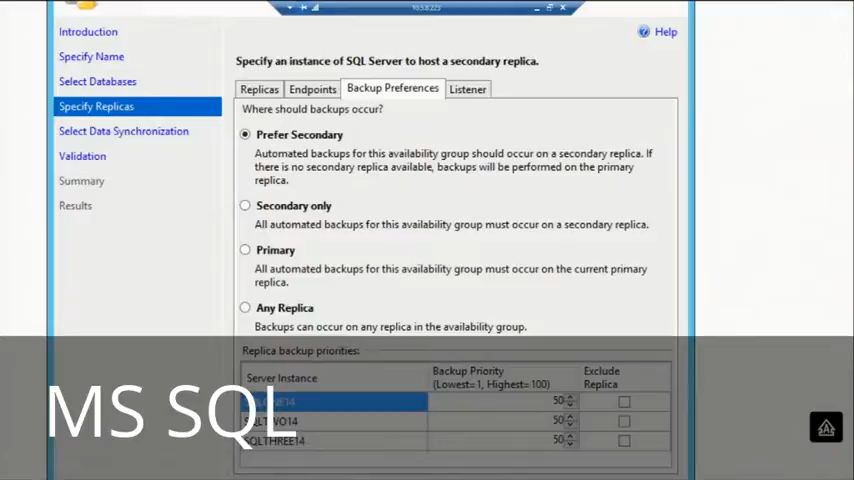 10.5.8.225
Introduction
Help
Specify Name
Specify an instance of SQL Server to host a secondary replica.
Select Databases
Replicas Endpoints Backup Preferences Listener
Specify Replicas
Where should backups occur?
Select Data Synchronization
Prefer Secondary
Validation
Automated backups for this availability group should occur on a secondary replica. If
there is no secondary replica available, backups will be performed on the primary
replica.
Summary
Results
Secondary only
All automated backups for this availability group must occur on a secondary replica.
Primary
All automated backups for this availability group must occur on the current primary
replica.
Any Replica
Backups can occur on any replica in the availability group.
Replica backup priorities:
Server Instance
Backup Priority
(Lowest=1, Highest=100)
Exclude
Replica
50
SQLTWO14 50
SQLTHREE14 50
MS SQL